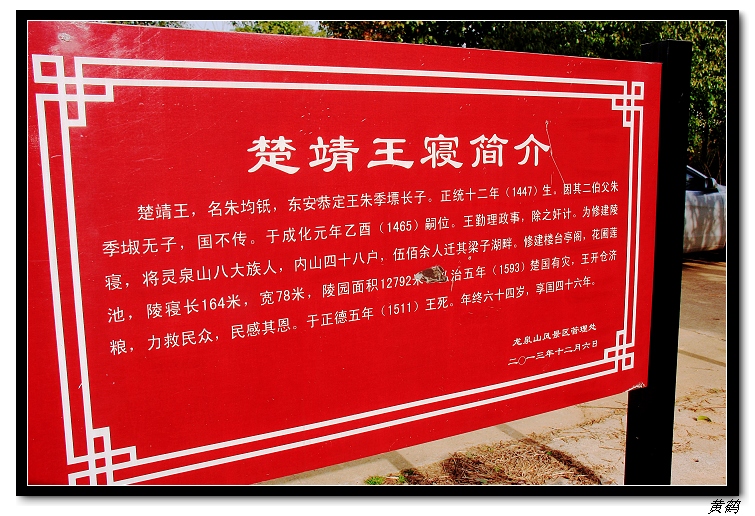 楚靖王寝简介
楚靖王，名朱均钚，东安恭定王朱季塛长子。正统十二年（1447）生。因其二伯父朱
季埱无子，国不传。于成化元年乙酉（1465）嗣位。王勤理政事，除之奸计。为修建陵
寝，将灵泉山八大族人，内山四十八户，伍佰余人迁其梁子湖畔。修建楼台亭阁，花圃莲
池，陵寝长164米，宽78米，陵园面积12792米 治五年（1593）楚国有灾，王开仓济
粮，力救民众，民感其恩。于正德五年（1511）王死。年终六十四岁，享国四十六年。
龙泉山风景区管理处
二〇一三年十二月六日
黄鹤